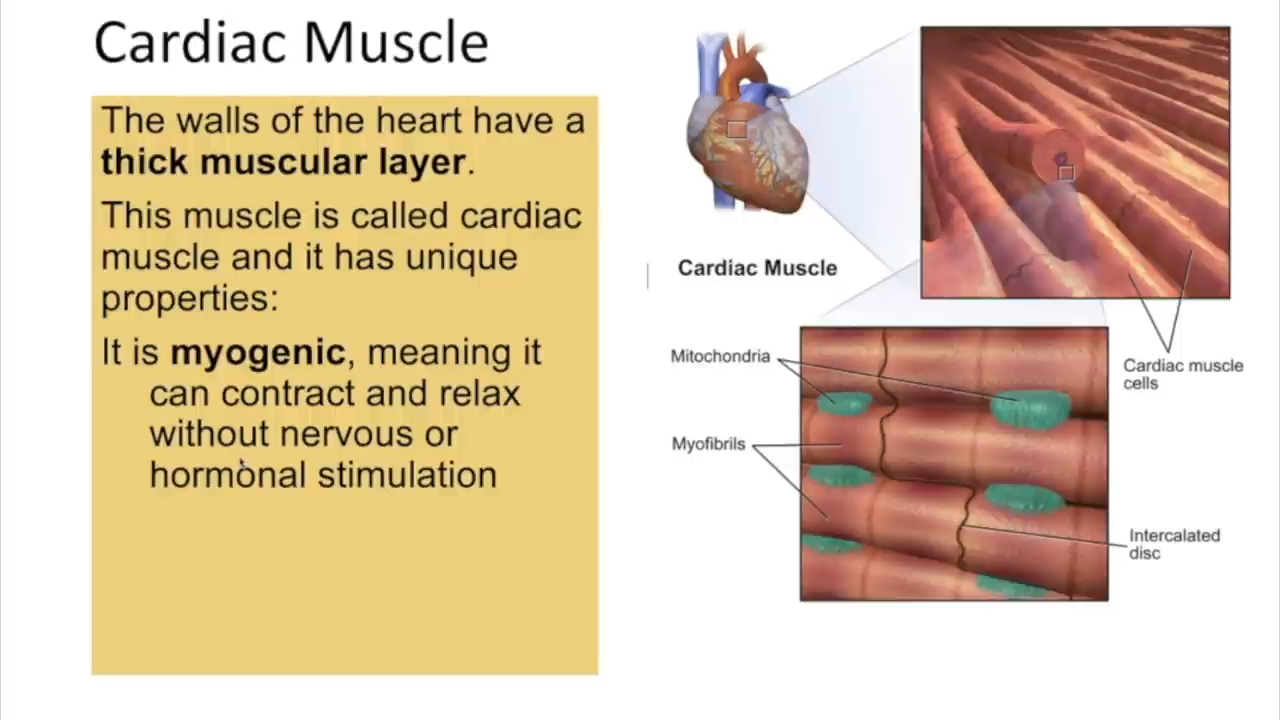 Cardiac Muscle
The walls of the heart have a
thick muscular layer.
This muscle is called cardiac
muscle and it has unique
properties:
It is myogenic, meaning it
can contract and relax
without nervous or
hormonal stimulation
Cardiac Muscle
Cardiac muscle
cells
Mitochondria
Myofibrils
Intercalated
disc